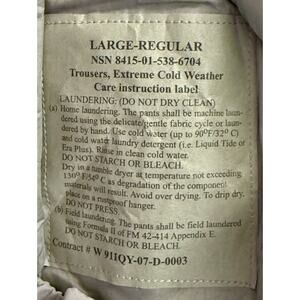 LARGE-REGULAR
NSN 8415-01-538-6704
Trousers, Extreme Cold Weather
Care instruction label
LAUNDERING: (DO NOT DRY CLEAN)
(a) Home laundering. The pants shall be machine laun-
dered using the delicate/gentle fabric cycle or laun-
dered by hand. Use cold water (up to 90°F/32° C)
and cold water laundry detergent (i.e. Liquid Tide or
Era Plus). Rinse in clean cold water.
DO NOT STARCH OR BLEACH.
Dry in a tumble dryer at temperature not exceeding
130°F/54° C as degradation of the component
materials will result. Avoid over drying. To drip dry,
place on a rustproof hanger.
DO NOT PRESS.
(b) Field laundering. The pants shall be field laundered
using Formula II of FM 42-414 Appendix E.
DO NOT STARCH OR BLEACH.
Contract # W911QY-07-D-0003